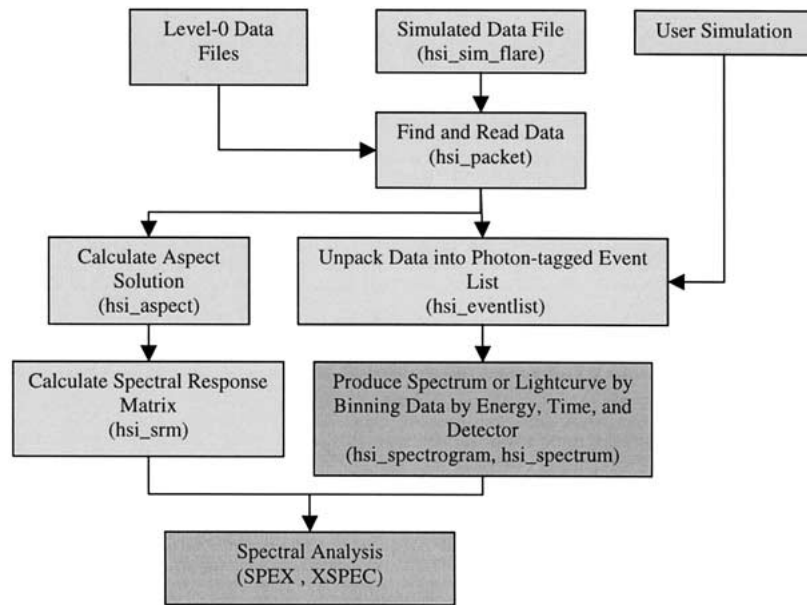 Level-0 Data
Files
Simulated Data File
(hsi_sim_flare)
User Simulation
Find and Read Data
(hsi_packet)
Calculate Aspect
Solution
(hsi_aspect)
Unpack Data into Photon-tagged Event
List
(hsi_eventlist)
Calculate Spectral Response
Matrix
(hsi_srm)
Produce Spectrum or Lightcurve by
Binning Data by Energy, Time, and
Detector
(hsi_spectrogram, hsi_spectrum)
Spectral Analysis
(SPEX , XSPEC)